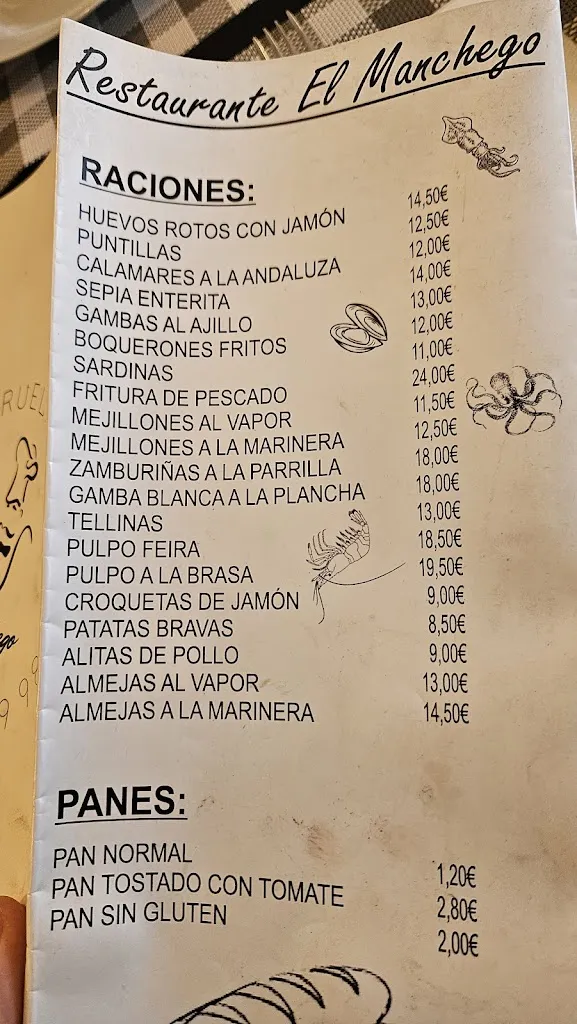 Restaurante El Manchego
RACIONES:
HUEVOS ROTOS CON JAMÓN 14,50€
PUNTILLAS 12,50€
CALAMARES A LA ANDALUZA 12,00€
SEPIA ENTERITA 14,00€
GAMBAS AL AJILLO 13,00€
BOQUERONES FRITOS 12,00€
SARDINAS 11,00€
FRITURA DE PESCADO 24,00€
MEJILLONES AL VAPOR 11,50€
MEJILLONES A LA MARINERA 12,50€
ZAMBURIÑAS A LA PARRILLA 18,00€
GAMBA BLANCA A LA PLANCHA 18,00€
TELLINAS 13,00€
PULPO FEIRA 18,50€
PULPO A LA BRASA 19,50€
CROQUETAS DE JAMÓN 9,00€
PATATAS BRAVAS 8,50€
ALITAS DE POLLO 9,00€
ALMEJAS AL VAPOR 13,00€
ALMEJAS A LA MARINERA 14,50€
PANES:
PAN NORMAL 1,20€
PAN TOSTADO CON TOMATE 2,80€
PAN SIN GLUTEN 2,00€